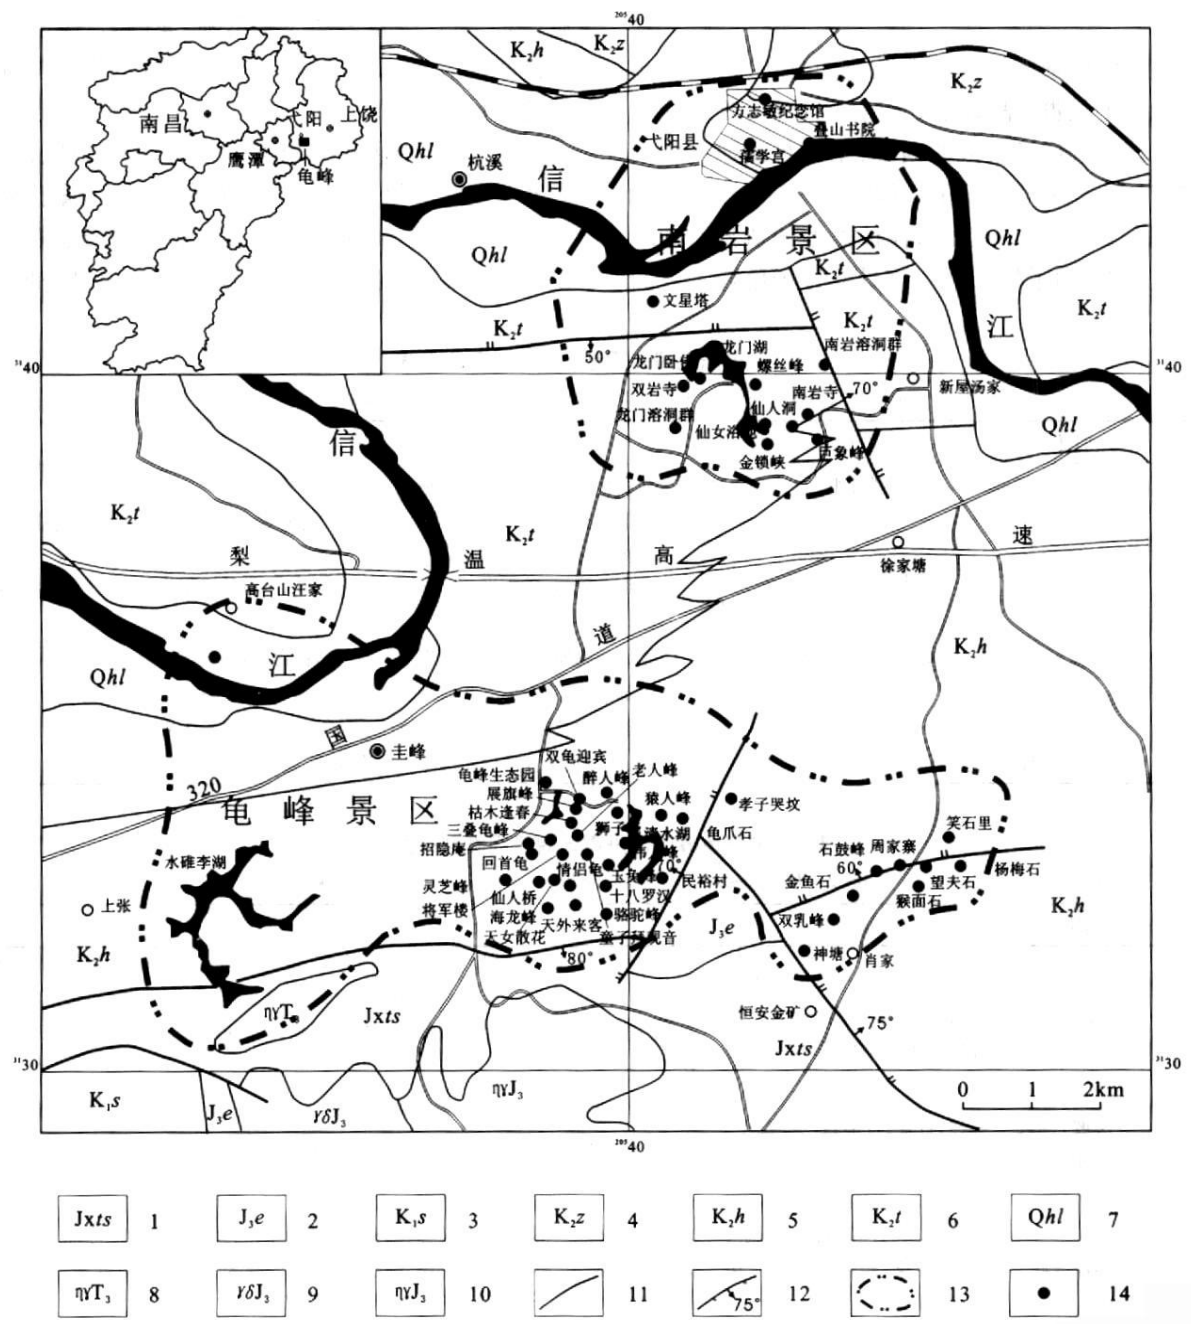 ²⁰⁵40
K₂h
K₂z
K₂z
南昌
弋阳
上饶
鹰潭
龟峰
方志敏纪念馆
叠山书院
弋阳县
儒学宫
Qhl
杭溪
信
南岩景区
Qhl
Qhl
K₂t
K₂t
文星塔
K₂t
K₂t
江
50°
龙门湖
南岩溶洞群
³¹40
³¹40
龙门卧佛
螺丝峰
双岩寺
南岩寺
70°
新屋汤家
龙门溶洞群
仙人洞
仙女溶洞
巨象峰
金锁峡
Qhl
信
K₂t
K₂t
梨
温
高
速
徐家塘
高台山汪家
道
K₂h
江
Qhl
国
圭峰
320
龟峰景区
双龟迎宾
龟峰生态园
醉人峰
老人峰
展旗峰
猿人峰
孝子哭坟
枯木逢春
三叠龟峰
清水湖
龟爪石
笑石里
招隐庵
石鼓峰
周家寨
水碓李湖
回首龟
情侣龟
70°
60°
杨梅石
灵芝峰
民裕村
金鱼石
望夫石
仙人桥
十八罗汉
猴面石
上张
将军楼
海龙峰
骆驼峰
双乳峰
K₂h
天外来客
J₃e
天女散花
童子拜观音
K₂h
80°
神塘
肖家
ηγT₃
Jxts
恒安金矿
75°
Jxts
³¹30
³¹30
K₁s
J₃e
γδJ₃
ηγJ₃
0 1 2km
²⁰⁵40
Jxts 1 J₃e 2 K₁s 3 K₂z 4 K₂h 5 K₂t 6 Qhl 7
ηγT₃ 8 γδJ₃ 9 ηγJ₃ 10 11 75° 12 13 14